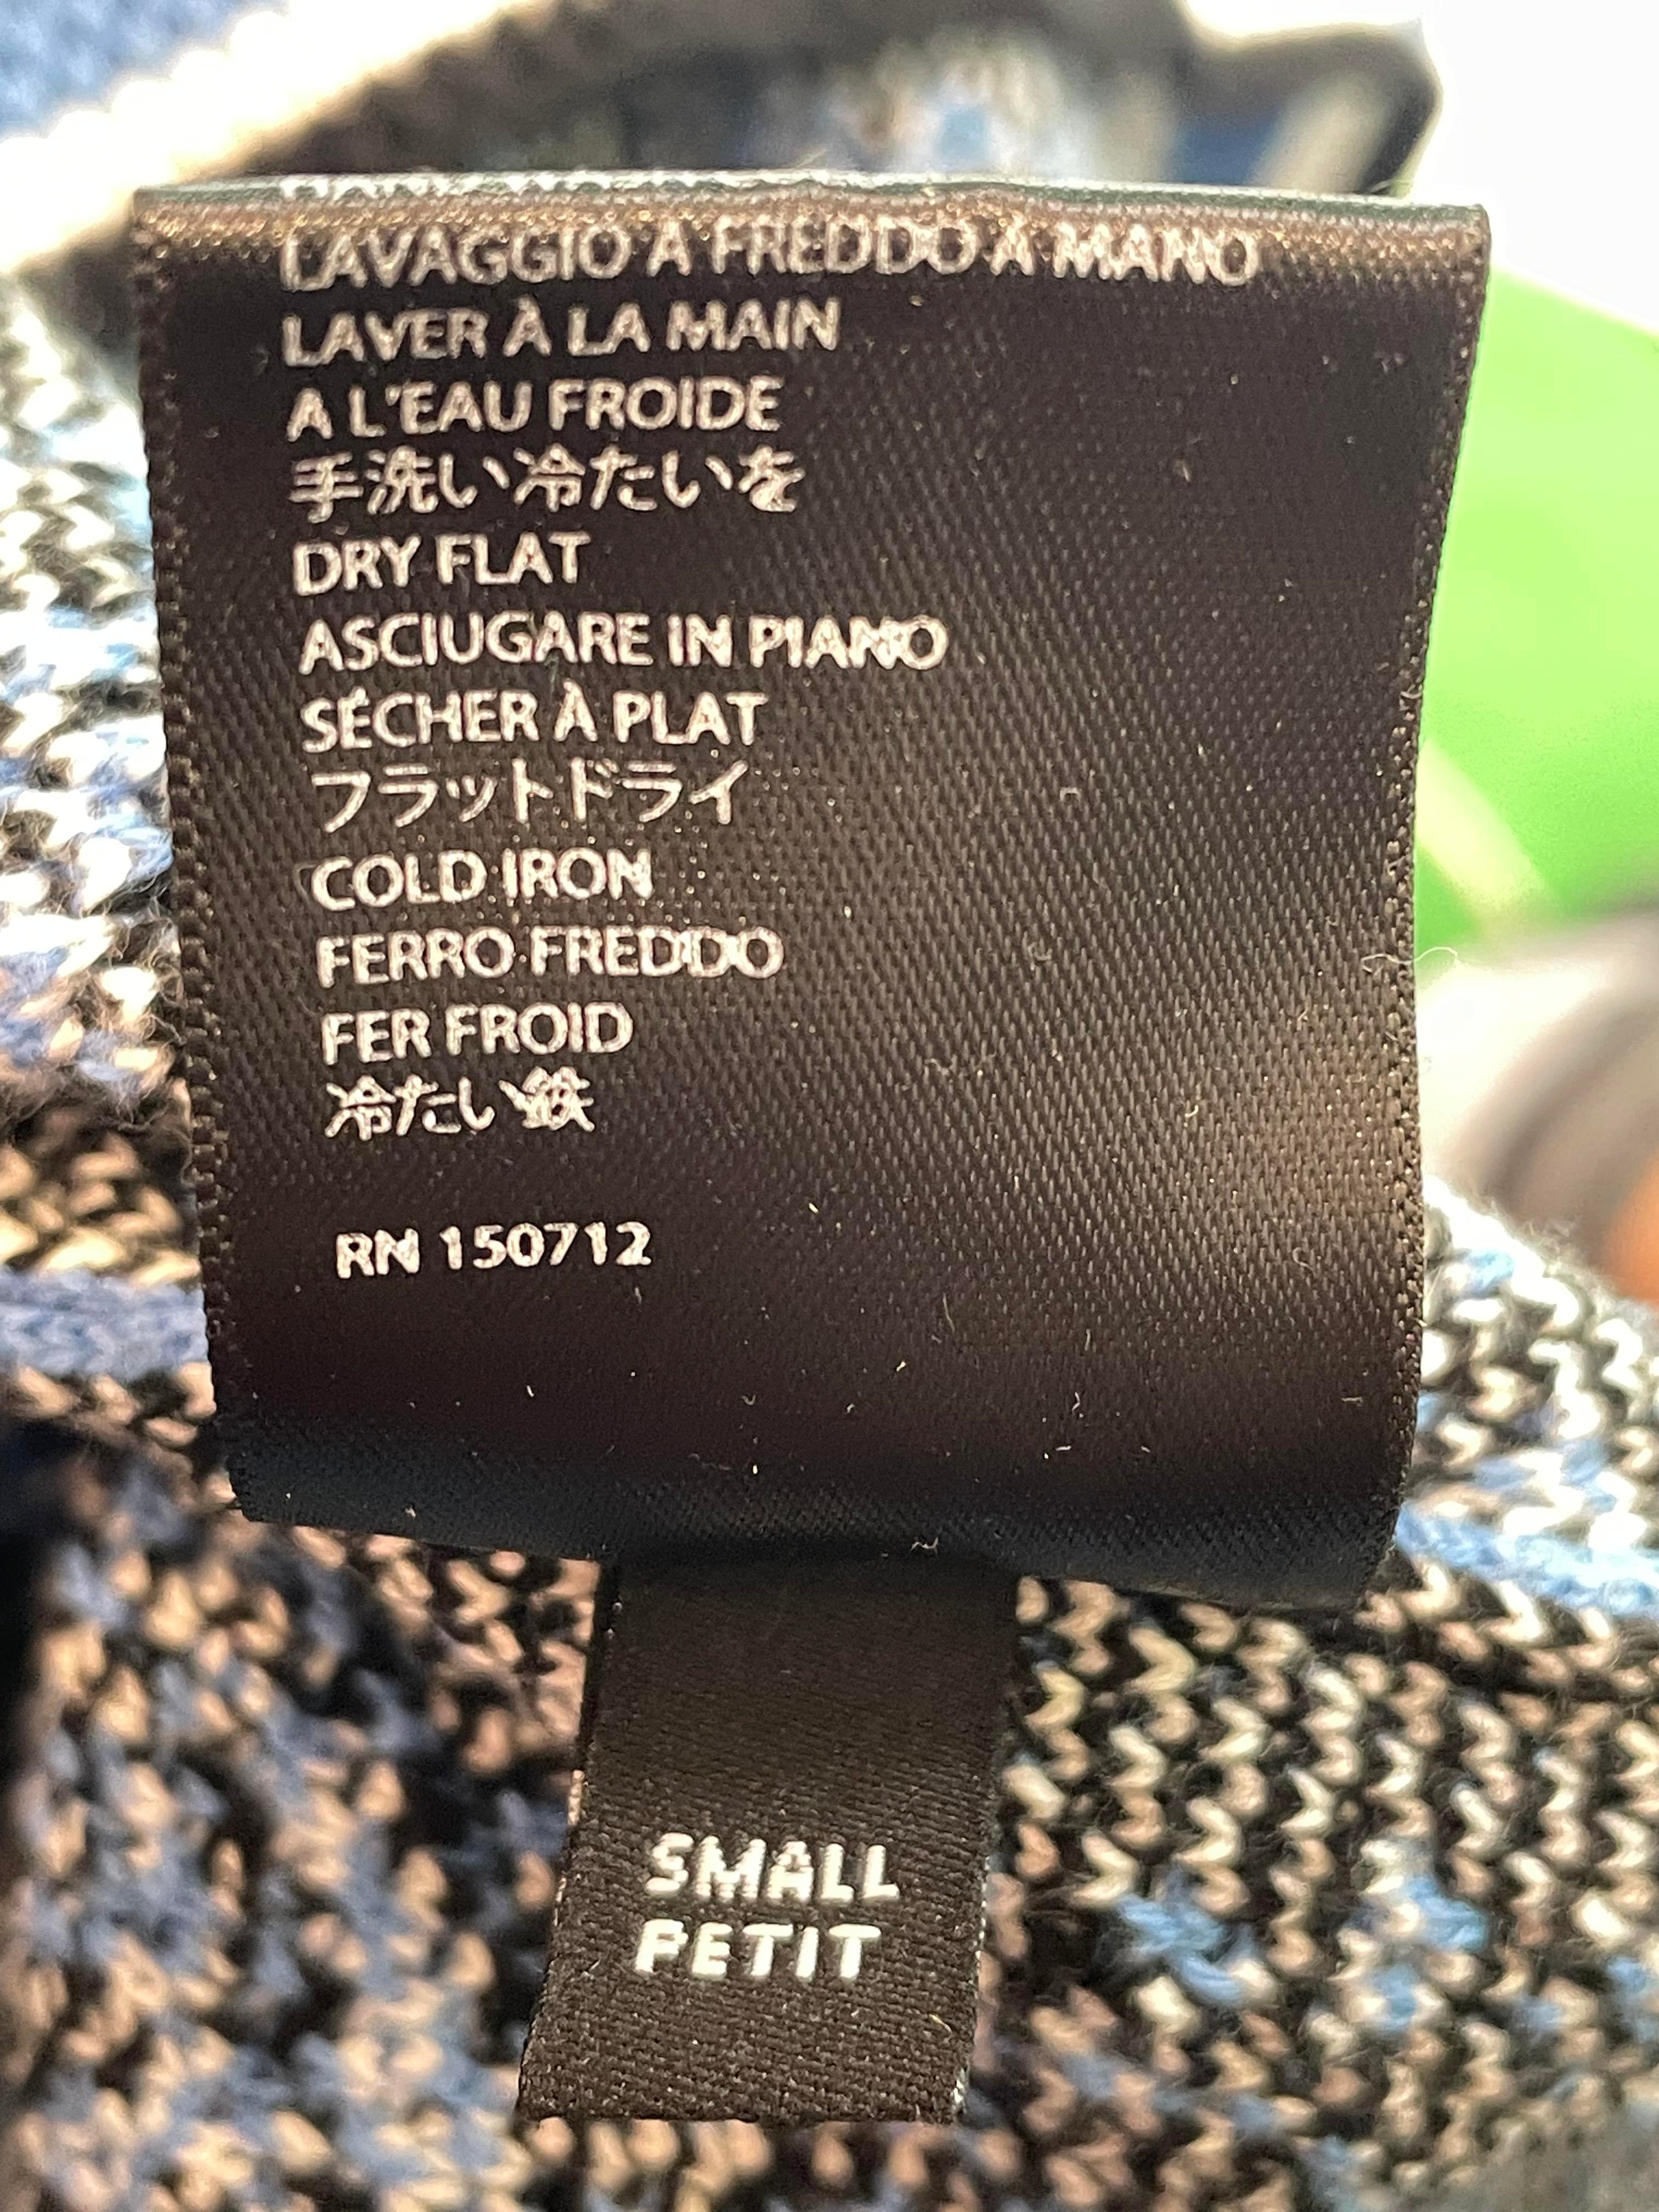 LAVAGGIO A FREDDO A MANO
LAVER À LA MAIN
A L'EAU FROIDE
手洗い冷たいを
DRY FLAT
ASCIUGARE IN PIANO
SÉCHER À PLAT
フラットドライ
COLD IRON
FERRO FREDDO
FER FROID
冷たい鉄
RN 150712
SMALL
PETIT